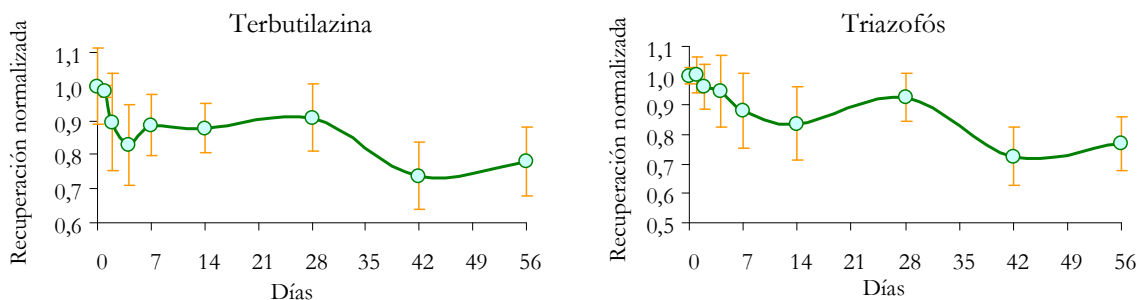 Terbutilazina
Recuperación normalizada
1,1
1,0
0,9
0,8
0,7
0,6
0 7 14 21 28 35 42 49 56
Días
Triazofós
Recuperación normalizada
1,1
1,0
0,9
0,8
0,7
0,6
0,5
0 7 14 21 28 35 42 49 56
Días